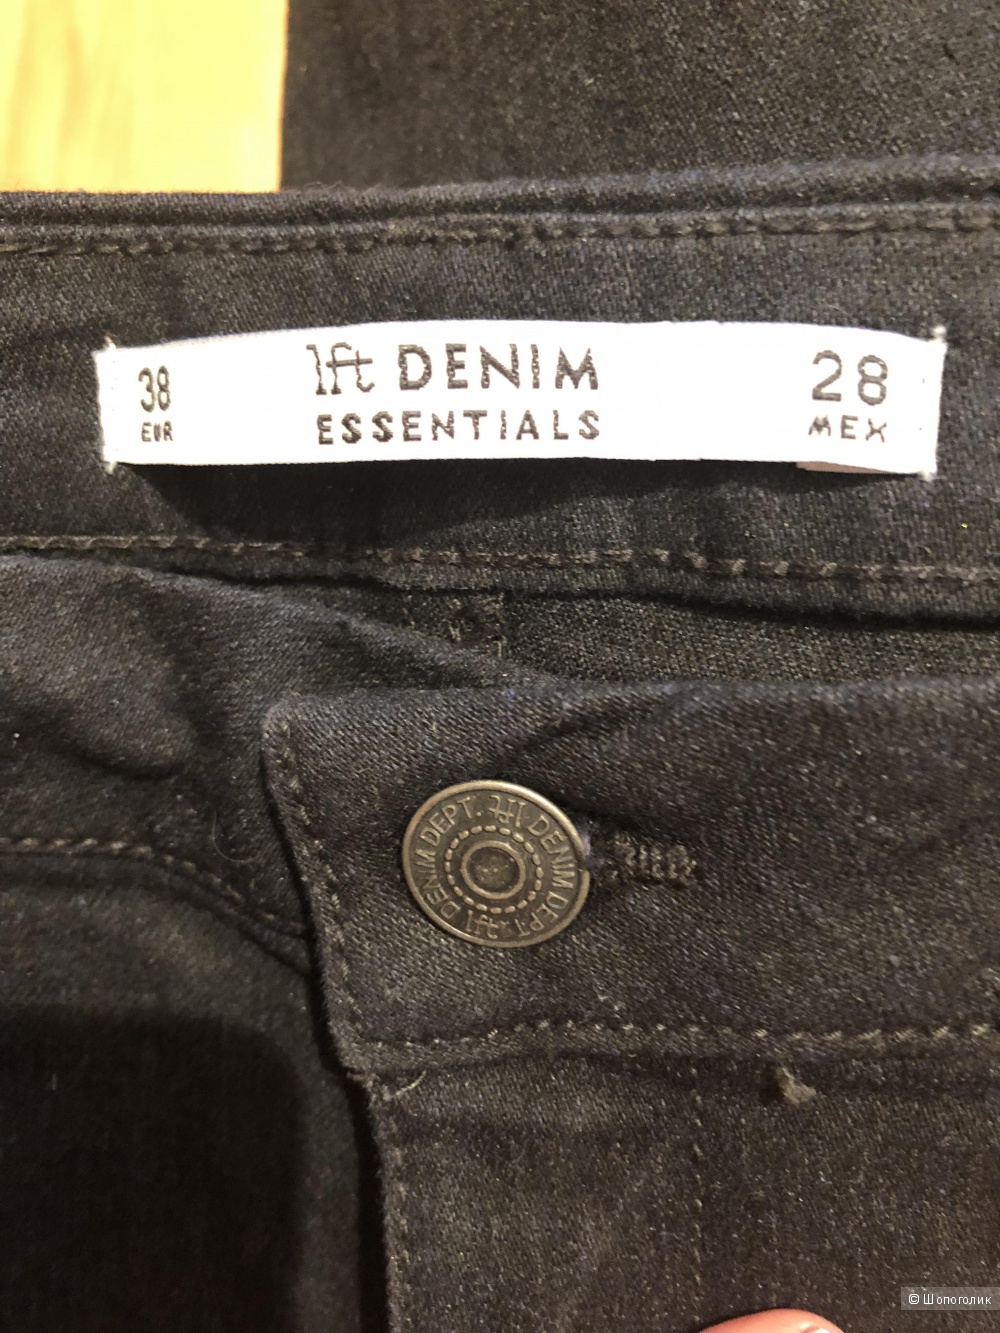 38
EUR
lft DENIM
ESSENTIALS
28
MEX
DENIM DEPT. lft DENIM DEPT. lft
© Шопоголик